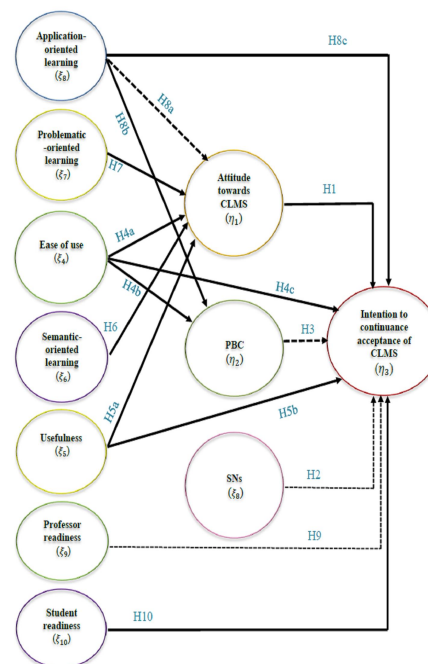 Application-
oriented
learning
(ξ8)
H8c
H8a
H8b
Problematic
-oriented
learning
(ξ7)
H7
Attitude
towards
CLMS
(η1)
H1
Ease of use
(ξ4)
H4a
H4b
H4c
Semantic-
oriented
learning
(ξ6)
H6
PBC
(η2)
H3
Intention to
continuance
acceptance of
CLMS
(η3)
Usefulness
(ξ5)
H5a
H5b
SNs
(ξ8)
H2
Professor
readiness
(ξ9)
H9
Student
readiness
(ξ10)
H10